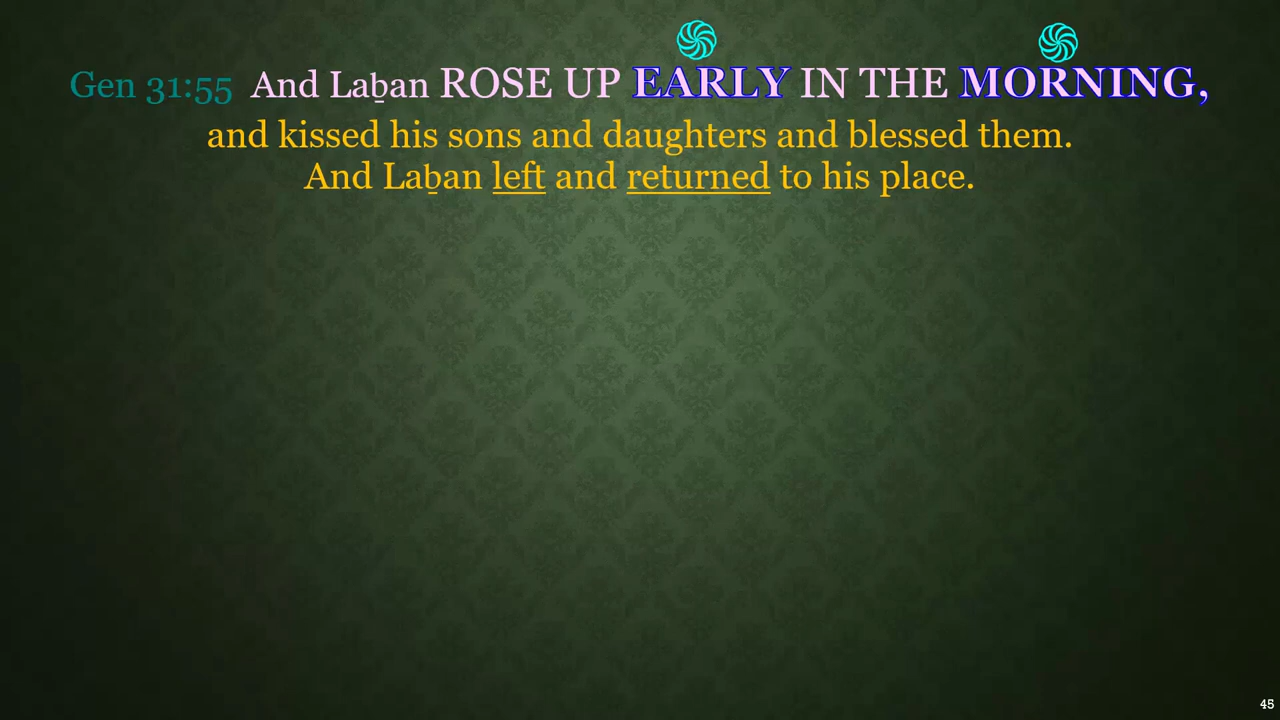 Gen 31:55 And Laḇan ROSE UP EARLY IN THE MORNING,
and kissed his sons and daughters and blessed them.
And Laḇan left and returned to his place.
45